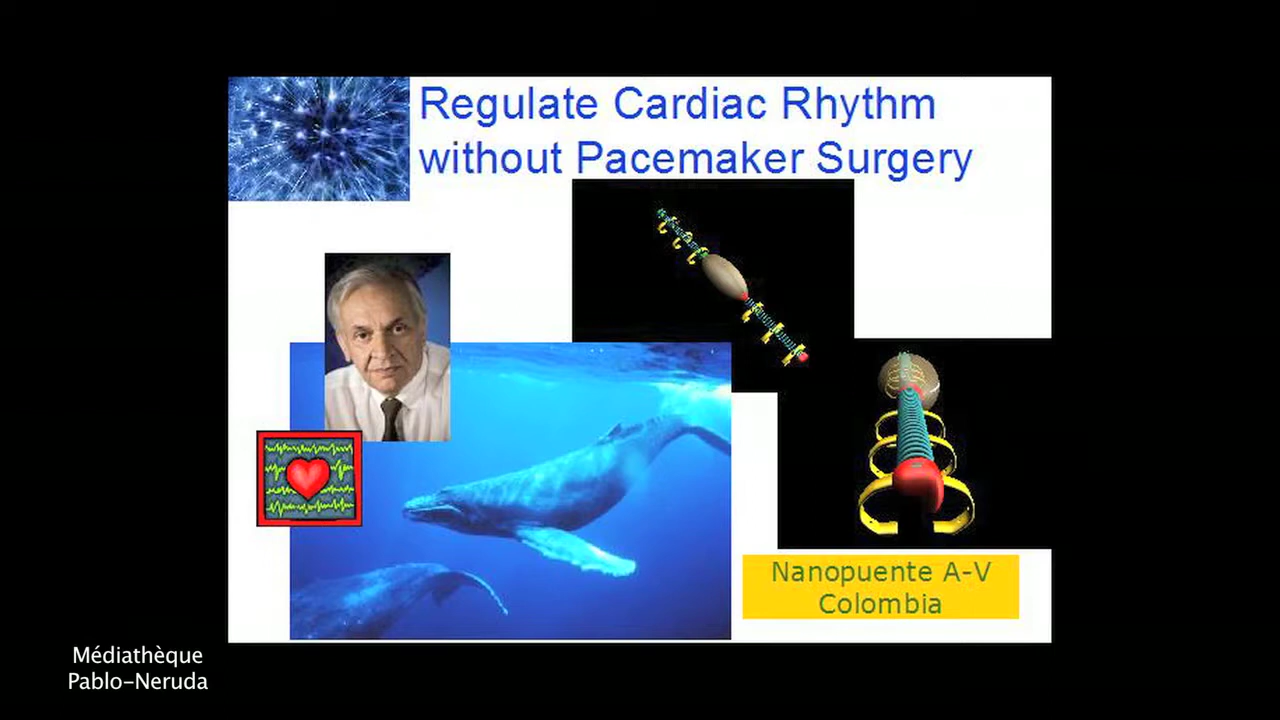 Regulate Cardiac Rhythm
without Pacemaker Surgery
Nanopuente A-V
Colombia
Médiathèque
Pablo-Neruda